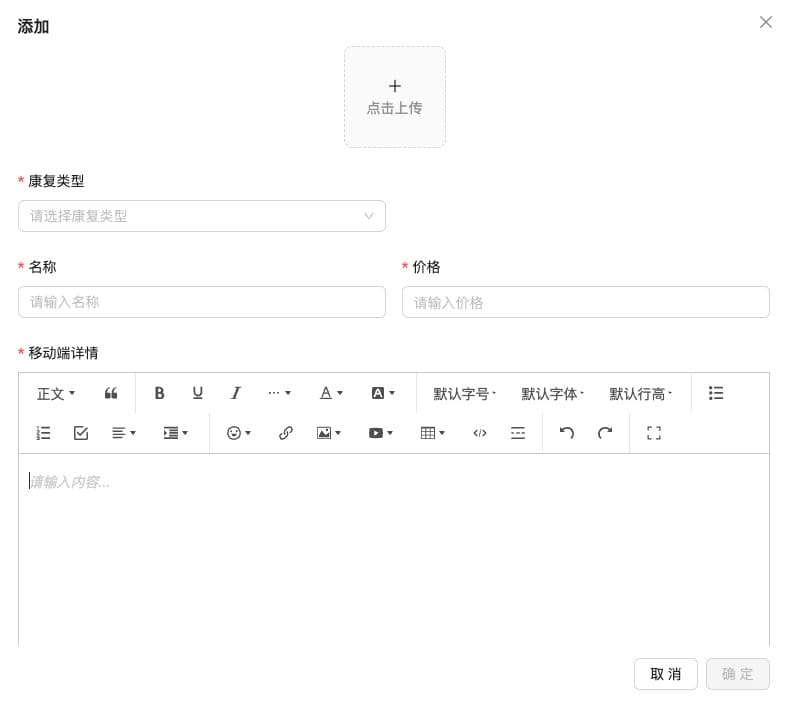 添加
点击上传
* 康复类型
请选择康复类型
* 名称
* 价格
请输入名称
请输入价格
* 移动端详情
正文 B U I ··· A A 默认字号 默认字体 默认行高
请输入内容...
取 消
确 定